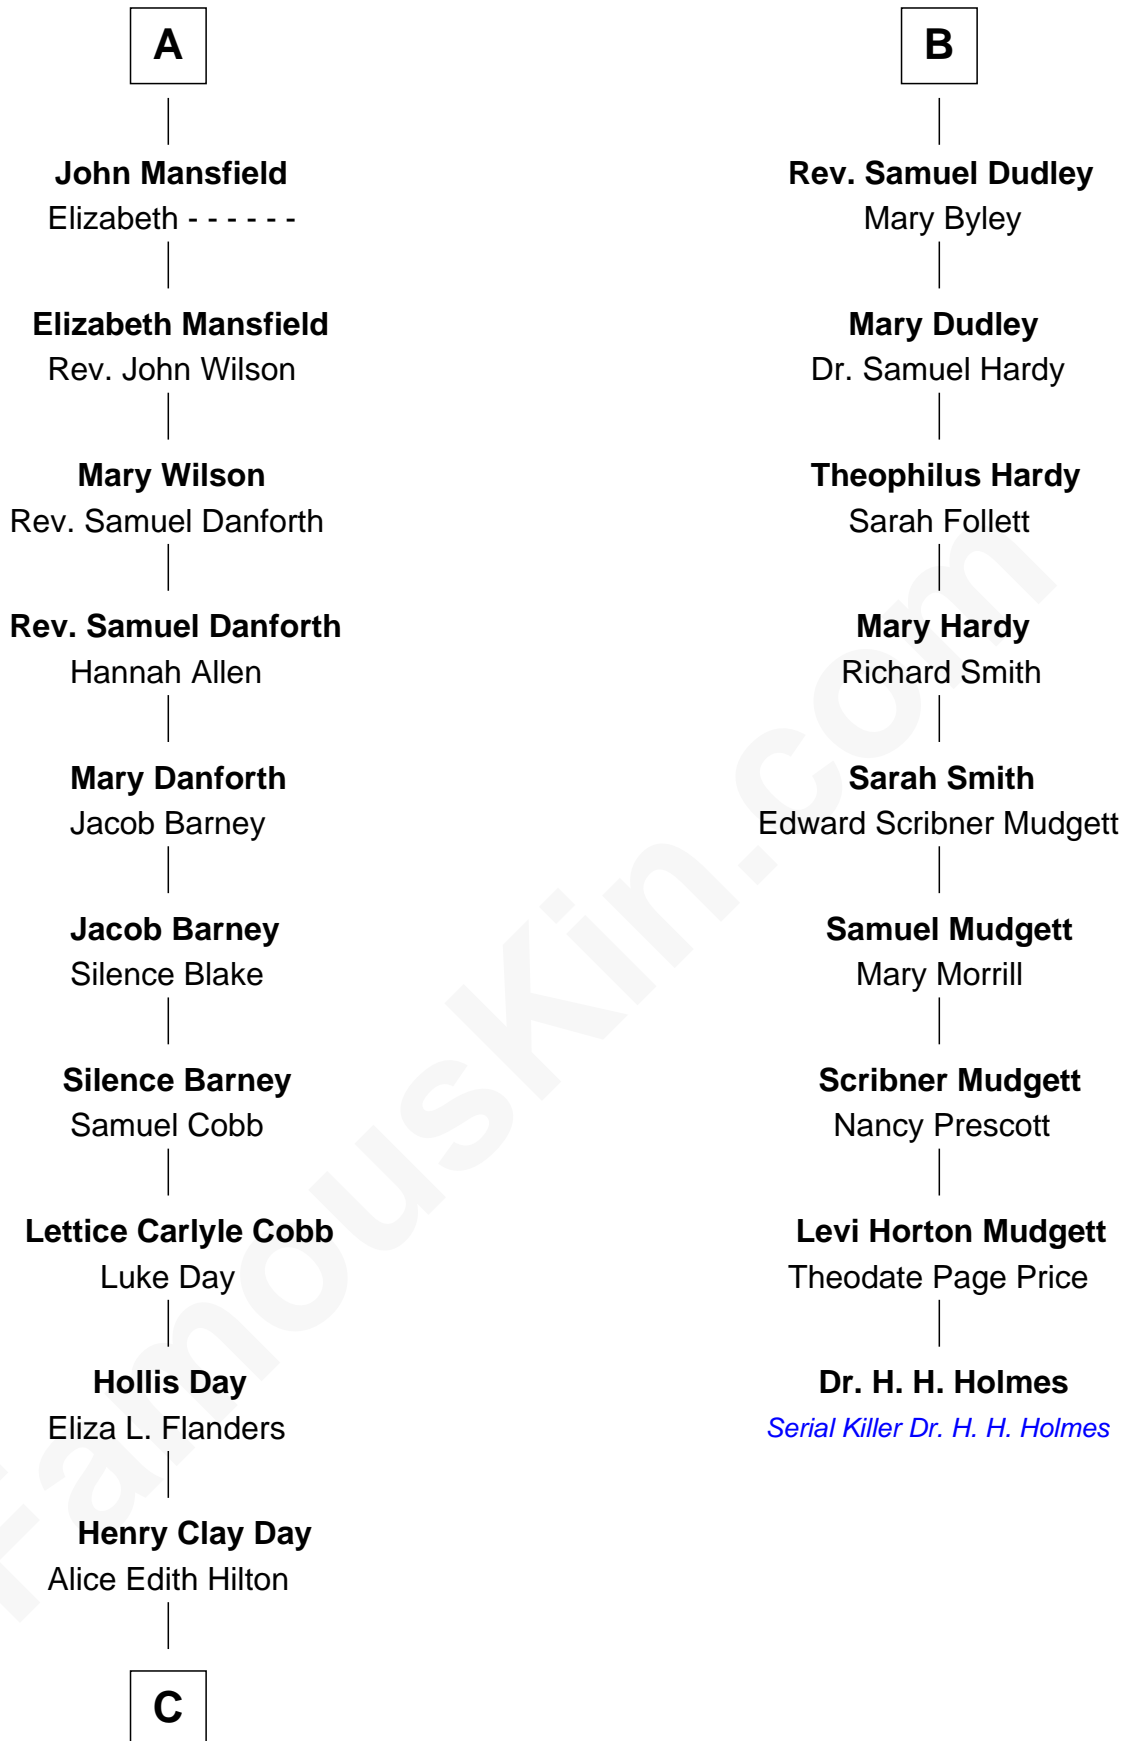 A
John Mansfield
Elizabeth - - - - - -
Elizabeth Mansfield
Rev. John Wilson
Mary Wilson
Rev. Samuel Danforth
Rev. Samuel Danforth
Hannah Allen
Mary Danforth
Jacob Barney
Jacob Barney
Silence Blake
Silence Barney
Samuel Cobb
Lettice Carlyle Cobb
Luke Day
Hollis Day
Eliza L. Flanders
Henry Clay Day
Alice Edith Hilton
C
B
Rev. Samuel Dudley
Mary Byley
Mary Dudley
Dr. Samuel Hardy
Theophilus Hardy
Sarah Follett
Mary Hardy
Richard Smith
Sarah Smith
Edward Scribner Mudgett
Samuel Mudgett
Mary Morrill
Scribner Mudgett
Nancy Prescott
Levi Horton Mudgett
Theodate Page Price
Dr. H. H. Holmes
Serial Killer Dr. H. H. Holmes
FamousKin.com